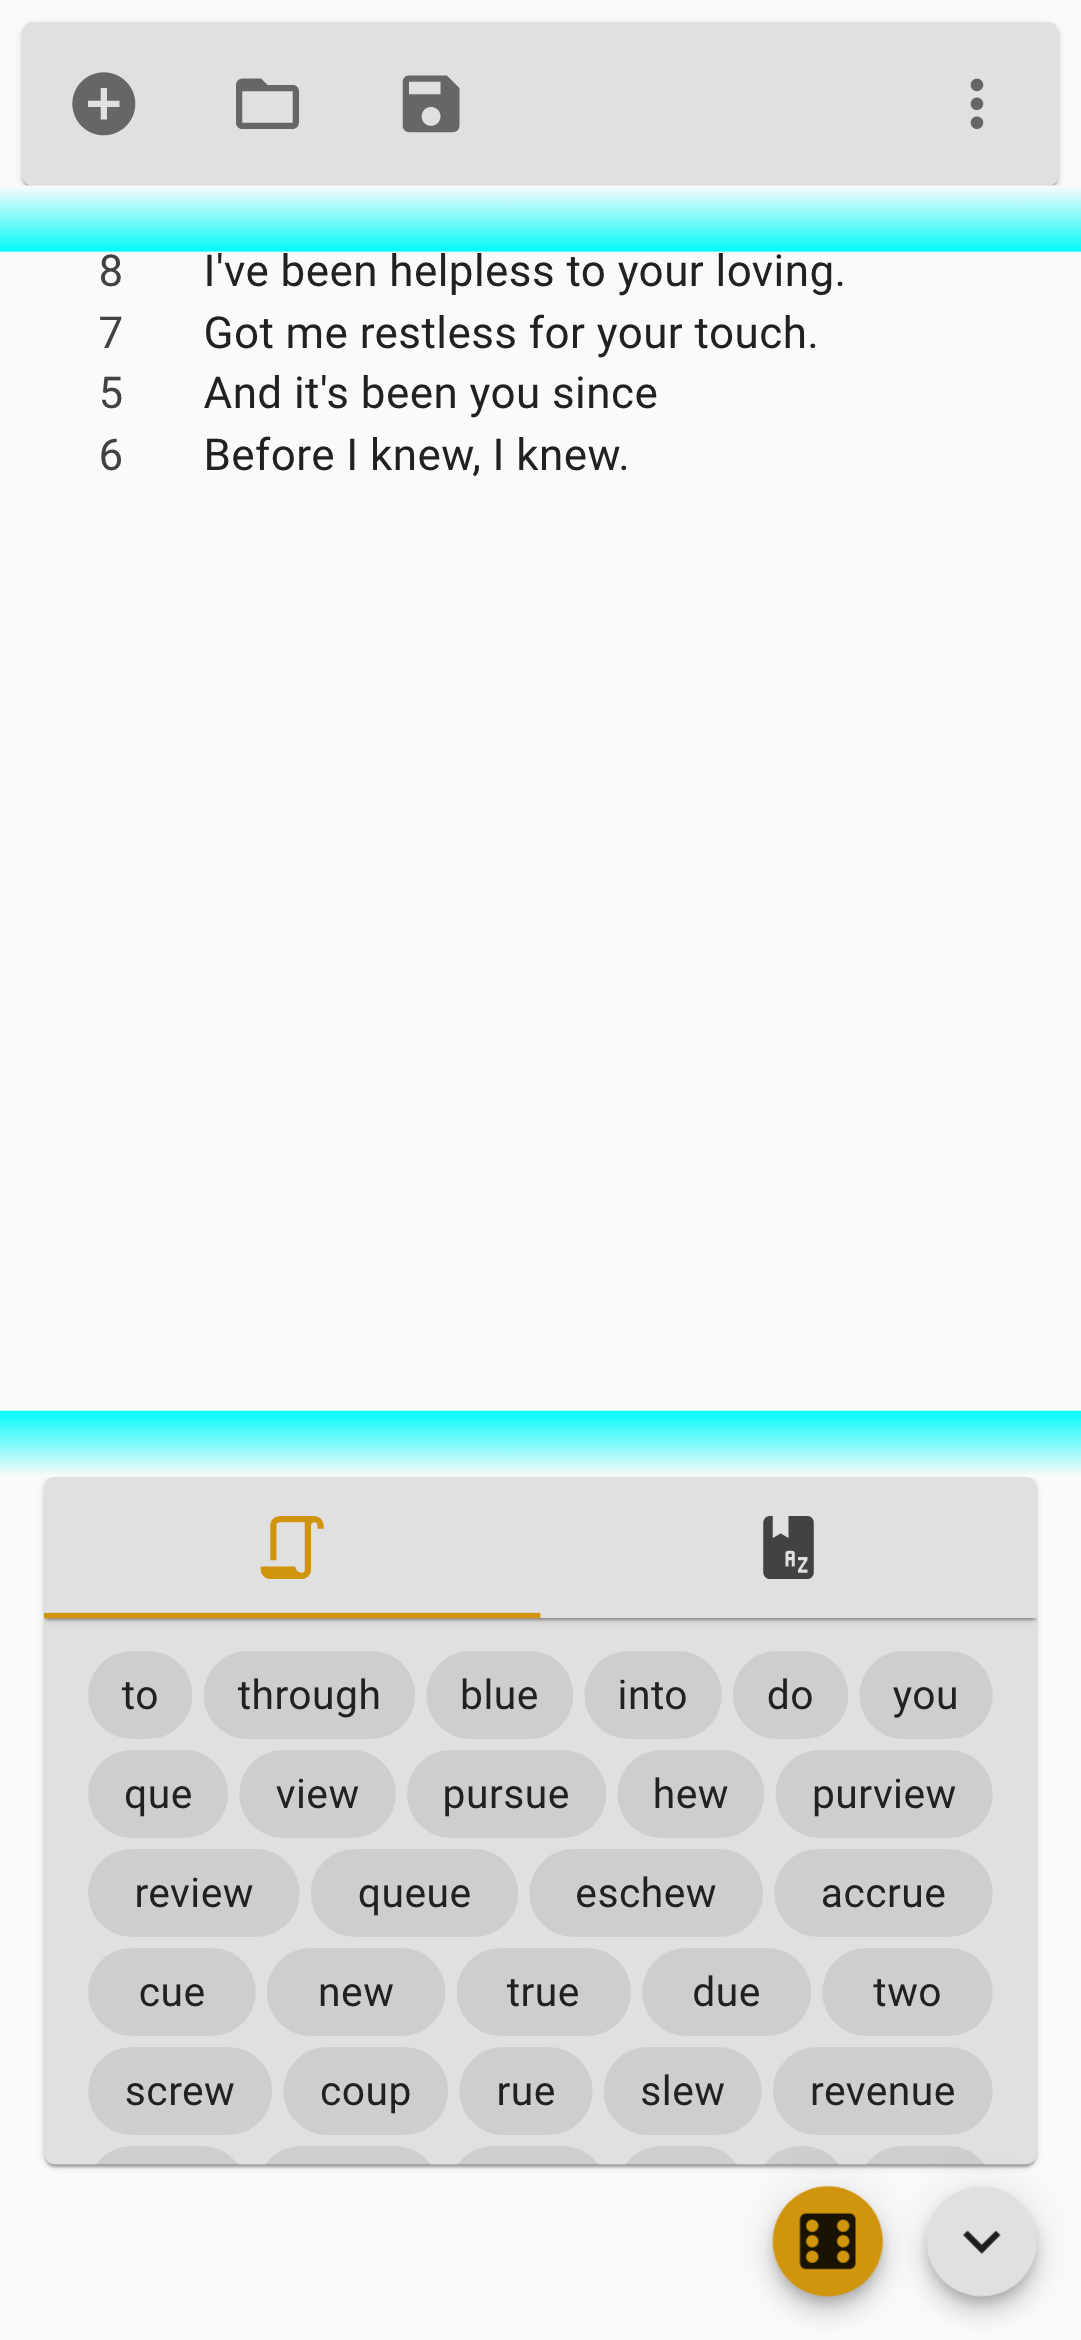 8 I've been helpless to your loving.
7 Got me restless for your touch.
5 And it's been you since
6 Before I knew, I knew.
AZ
to through blue into do you
que view pursue hew purview
review queue eschew accrue
cue new true due two
screw coup rue slew revenue